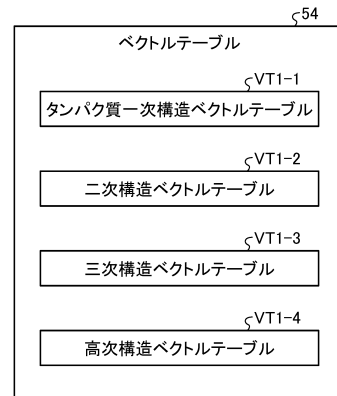 54
ベクトルテーブル
VT1-1
タンパク質一次構造ベクトルテーブル
VT1-2
二次構造ベクトルテーブル
VT1-3
三次構造ベクトルテーブル
VT1-4
高次構造ベクトルテーブル